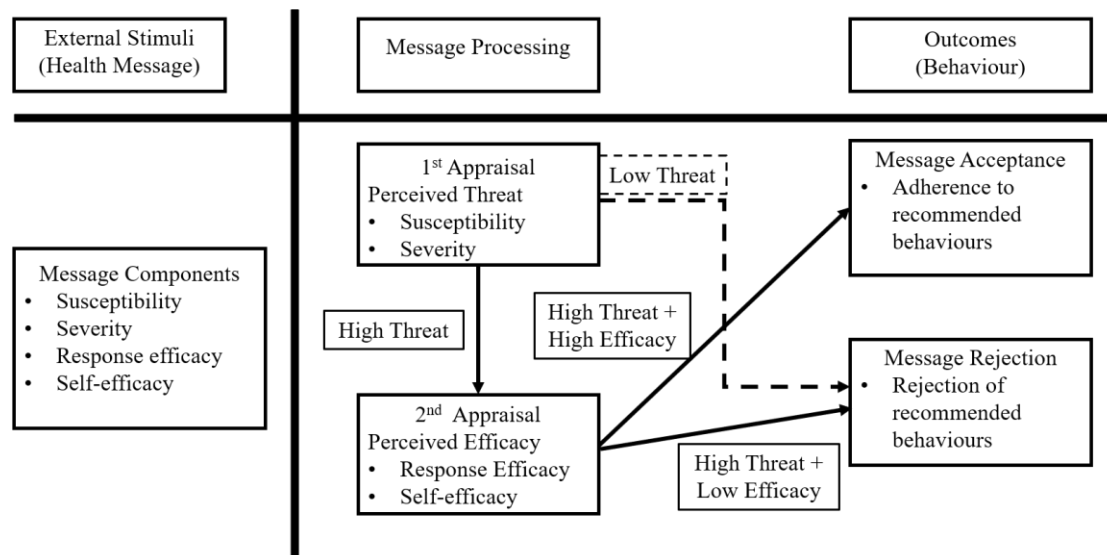 External Stimuli
(Health Message)
Message Processing
Outcomes
(Behaviour)
Message Components
• Susceptibility
• Severity
• Response efficacy
• Self-efficacy
1st Appraisal
Perceived Threat
• Susceptibility
• Severity
Low Threat
High Threat
High Threat +
High Efficacy
2nd Appraisal
Perceived Efficacy
• Response Efficacy
• Self-efficacy
High Threat +
Low Efficacy
Message Acceptance
• Adherence to
recommended
behaviours
Message Rejection
• Rejection of
recommended
behaviours